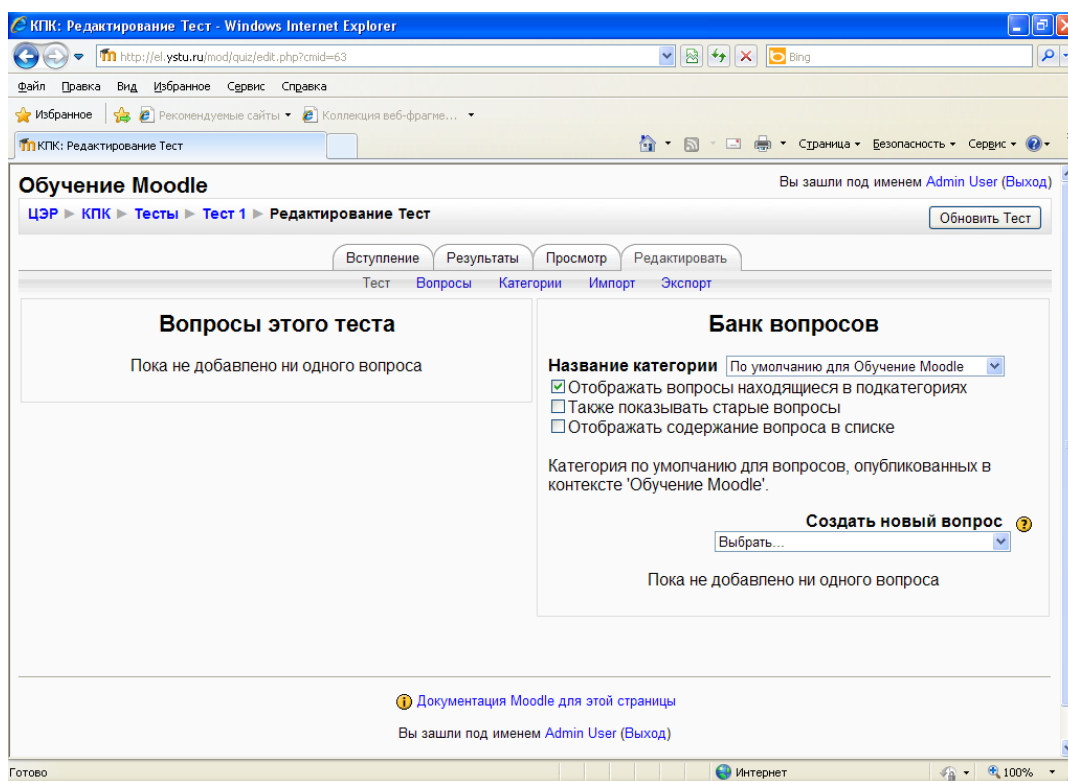 КПК: Редактирование Тест - Windows Internet Explorer
http://el.ystu.ru/mod/quiz/edit.php?cmid=63
Bing
Файл Правка Вид Избранное Сервис Справка
Избранное Рекомендуемые сайты Коллекция веб-фрагме...
КПК: Редактирование Тест
Страница Безопасность Сервис
Обучение Moodle
Вы зашли под именем Admin User (Выход)
ЦЭР ► КПК ► Тесты ► Тест 1 ► Редактирование Тест
Обновить Тест
Вступление Результаты Просмотр Редактировать
Тест Вопросы Категории Импорт Экспорт
Вопросы этого теста
Пока не добавлено ни одного вопроса
Банк вопросов
Название категории По умолчанию для Обучение Moodle
Отображать вопросы находящиеся в подкатегориях
Также показывать старые вопросы
Отображать содержание вопроса в списке
Категория по умолчанию для вопросов, опубликованных в
контексте 'Обучение Moodle'.
Создать новый вопрос
Выбрать...
Пока не добавлено ни одного вопроса
Документация Moodle для этой страницы
Вы зашли под именем Admin User (Выход)
Готово
Интернет
100%